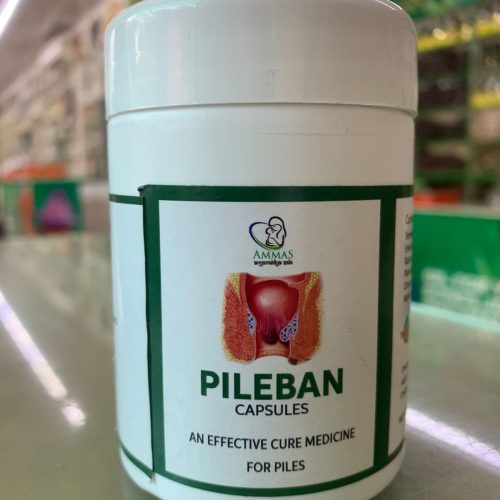 AMMAS
PILEBAN
CAPSULES
AN EFFECTIVE CURE MEDICINE
FOR PILES